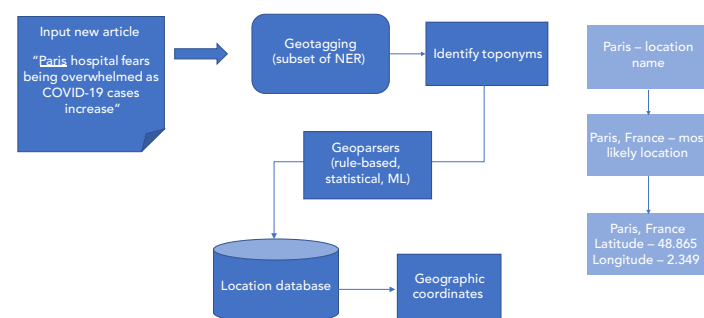 Input new article
“Paris hospital fears
being overwhelmed as
COVID-19 cases
increase“
Geotagging
(subset of NER)
Identify toponyms
Geoparsers
(rule-based,
statistical, ML)
Location database
Geographic
coordinates
Paris – location
name
Paris, France – most
likely location
Paris, France
Latitude – 48.865
Longitude – 2.349